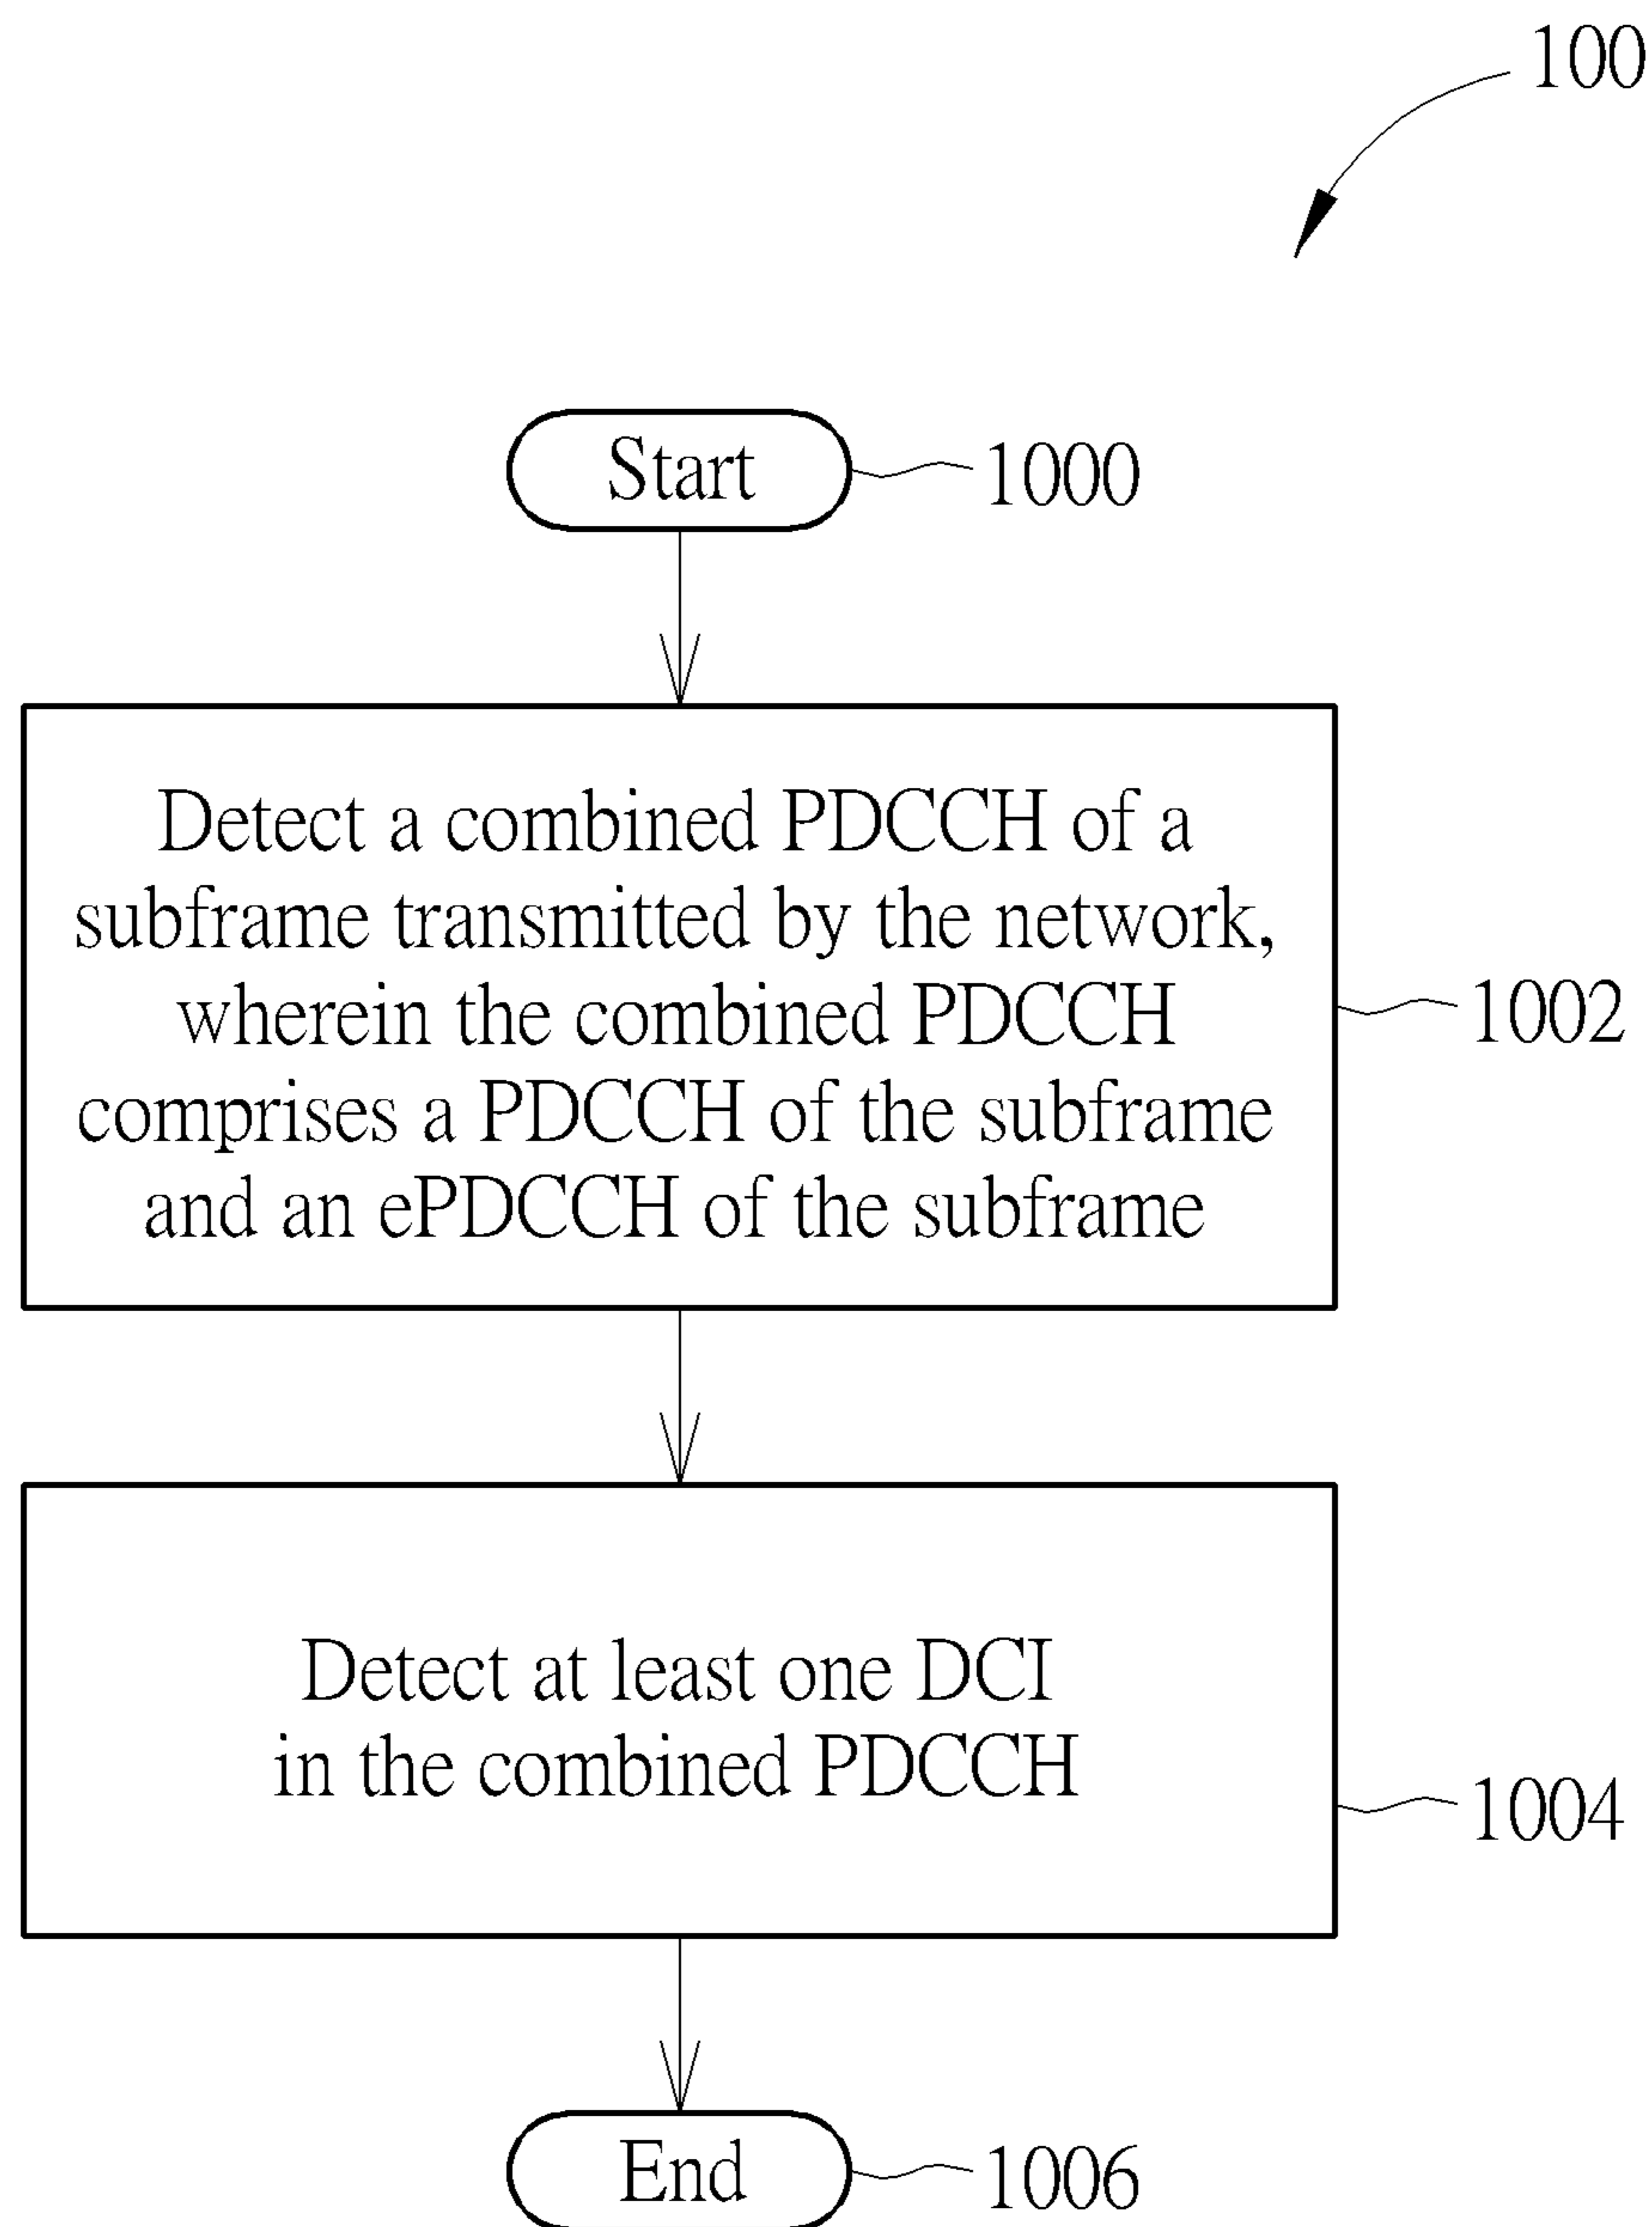 100
Start
1000
Detect a combined PDCCH of a
subframe transmitted by the network,
wherein the combined PDCCH
comprises a PDCCH of the subframe
and an ePDCCH of the subframe
1002
Detect at least one DCI
in the combined PDCCH
1004
End
1006